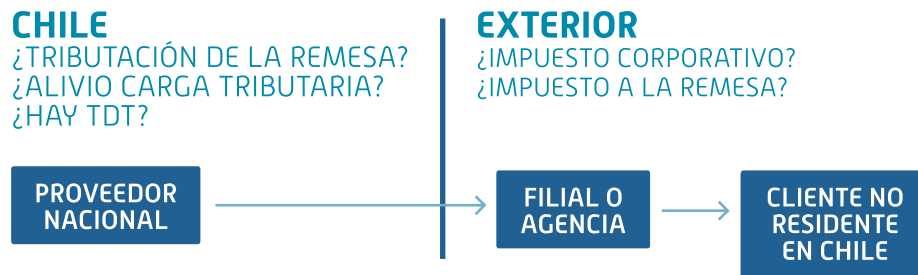 CHILE
¿TRIBUTACIÓN DE LA REMESA?
¿ALIVIO CARGA TRIBUTARIA?
¿HAY TDT?
EXTERIOR
¿IMPUESTO CORPORATIVO?
¿IMPUESTO A LA REMESA?
PROVEEDOR
NACIONAL
FILIAL O
AGENCIA
CLIENTE NO
RESIDENTE
EN CHILE